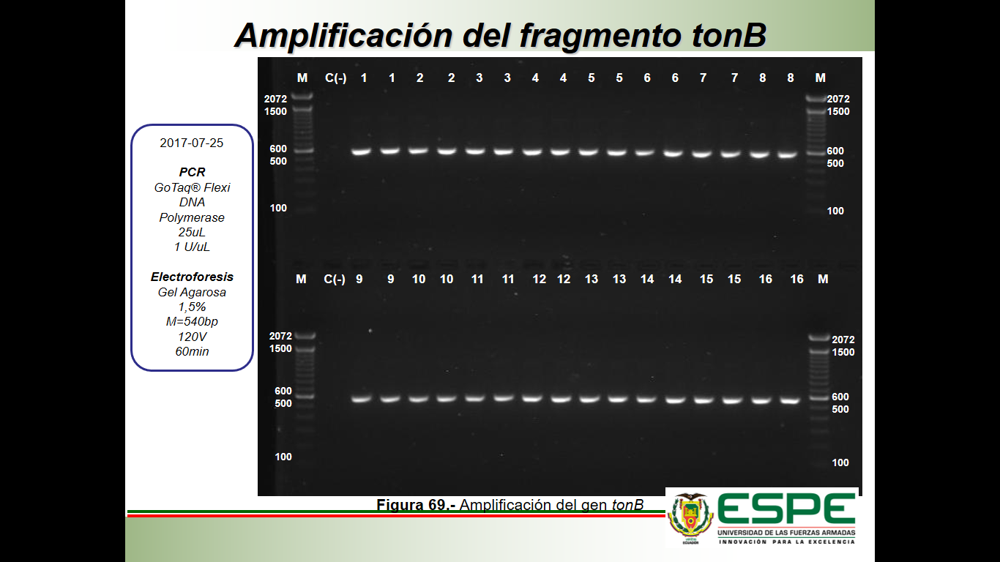 Amplificación del fragmento tonB
M C(-) 1 1 2 2 3 3 4 4 5 5 6 6 7 7 8 8 M
2072 2072
1500 1500
600 600
500 500
100 100
2017-07-25
PCR
GoTaq® Flexi
DNA
Polymerase
25uL
1 U/uL
Electroforesis
Gel Agarosa
1,5%
M=540bp
120V
60min
M C(-) 9 9 10 10 11 11 12 12 13 13 14 14 15 15 16 16 M
2072 2072
1500 1500
600 600
500 500
100 100
Figura 69.- Amplificación del gen tonB
ESPE
UNIVERSIDAD DE LAS FUERZAS ARMADAS
INNOVACIÓN PARA LA EXCELENCIA
ECUADOR